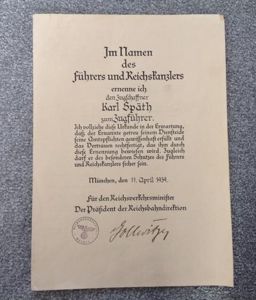 Im Namen
des
Führers und Reichskanzlers
ernenne ich
den Zugschaffner
Karl Späth
zum Zugführer.
Ich vollziehe diese Urkunde in der Erwartung,
daß der Ernannte getreu seinem Diensteide
seine Amtspflichten gewissenhaft erfüllt und
das Vertrauen rechtfertigt, das ihm durch
diese Ernennung bewiesen wird. Zugleich
darf er des besonderen Schutzes des Führers
und Reichskanzlers sicher sein.
München, den 11. April 1939.
Für den Reichsverkehrsminister
Der Präsident der Reichsbahndirektion